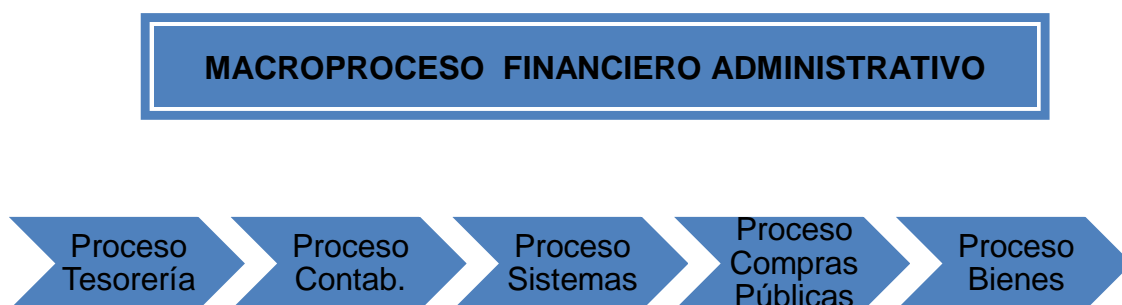 MACROPROCESO FINANCIERO ADMINISTRATIVO
Proceso
Tesorería
Proceso
Contab.
Proceso
Sistemas
Proceso
Compras
Públicas
Proceso
Bienes